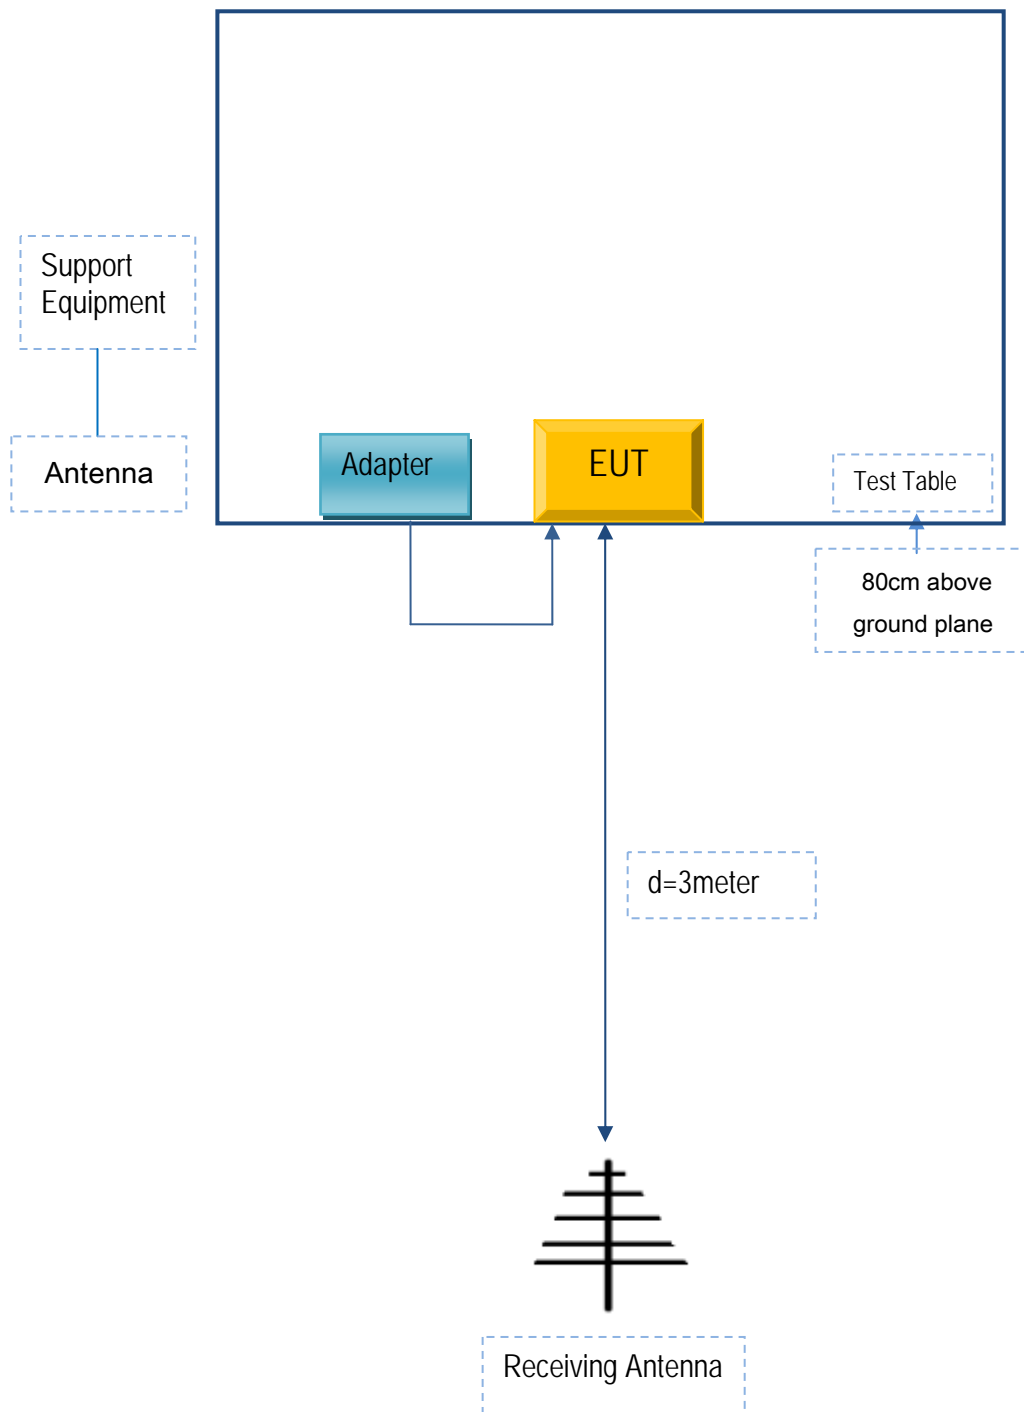 Support
Equipment
Antenna
Adapter
EUT
Test Table
80cm above
ground plane
d=3meter
Receiving Antenna